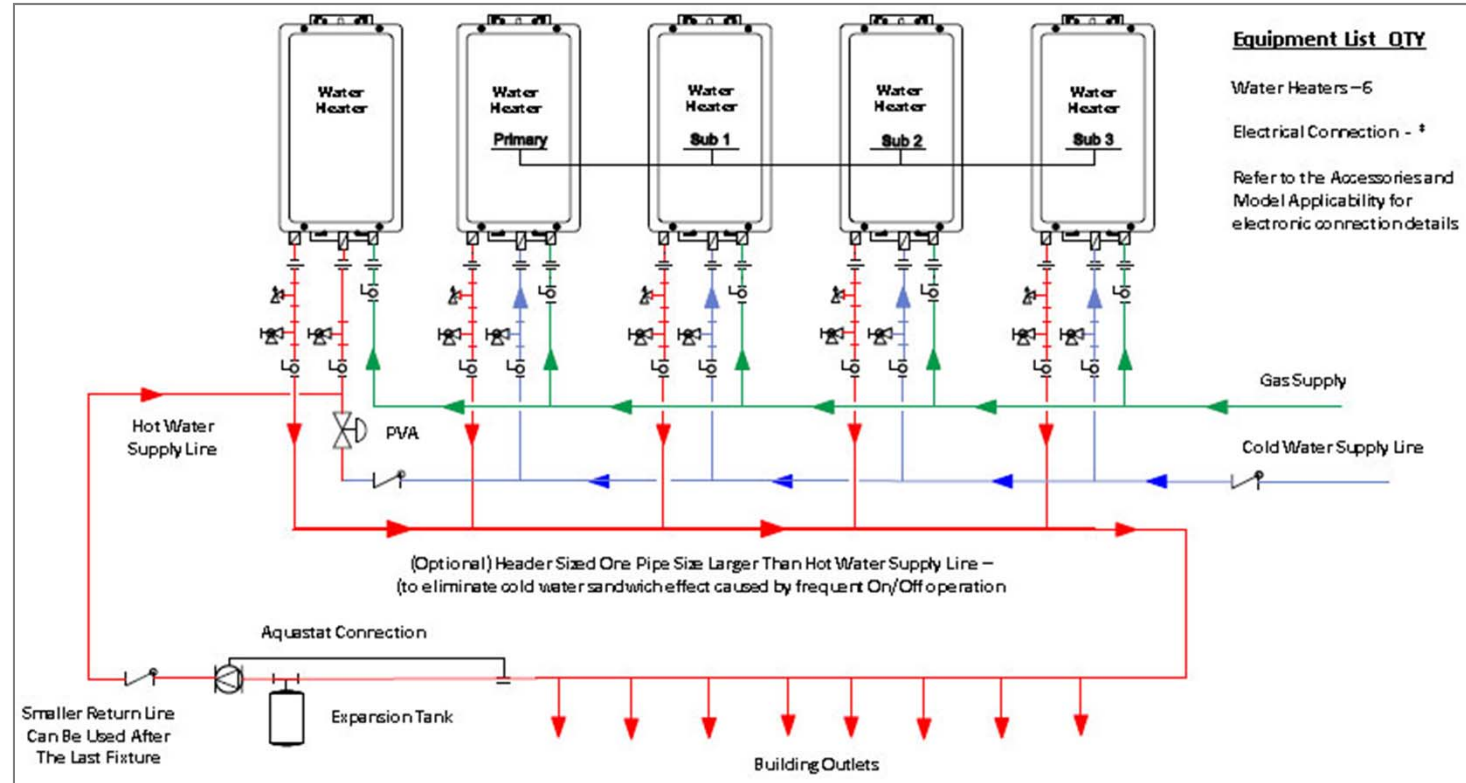 Water
Heater
Water
Heater
Primary
Water
Heater
Sub 1
Water
Heater
Sub 2
Water
Heater
Sub 3
Equipment List QTY
Water Heaters – 6
Electrical Connection - *
Refer to the Accessories and
Model Applicability for
electronic connection details
Gas Supply
Hot Water
Supply Line
PVA
Cold Water Supply Line
(Optional) Header Sized One Pipe Size Larger Than Hot Water Supply Line –
(to eliminate cold water sandwich effect caused by frequent On/Off operation
Aquastat Connection
Smaller Return Line
Can Be Used After
The Last Fixture
Expansion Tank
Building Outlets